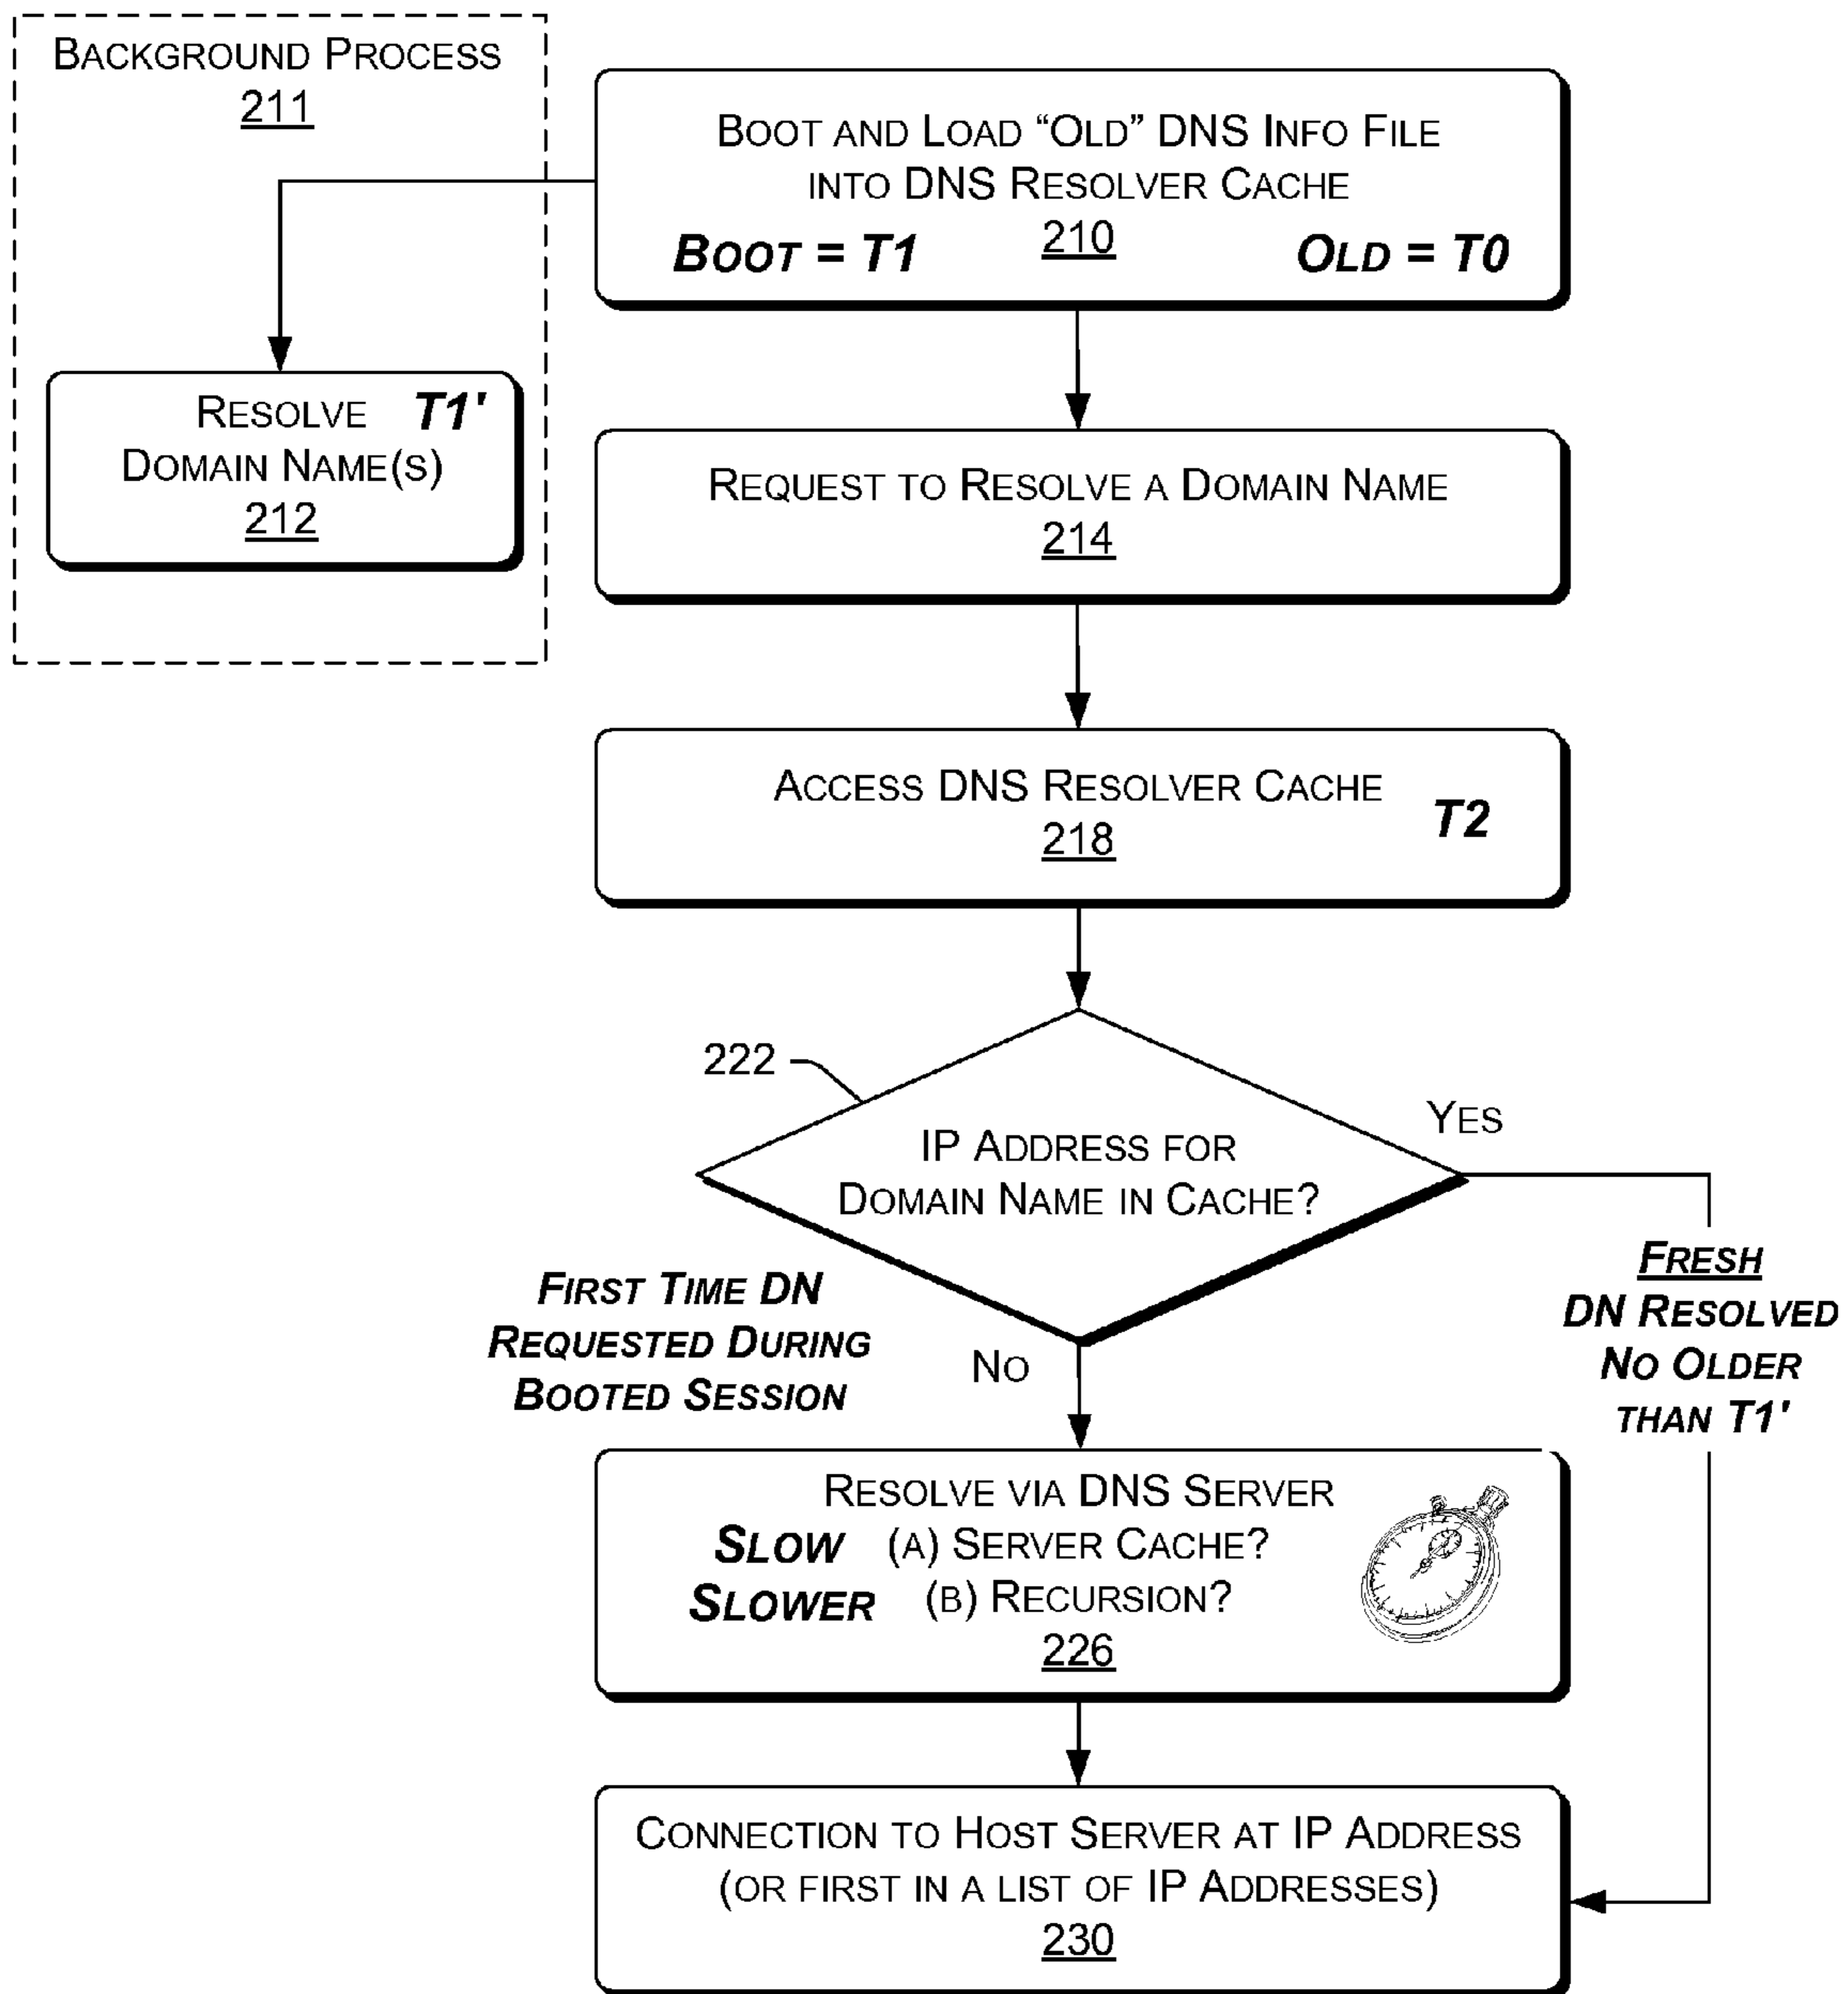 BACKGROUND PROCESS
211
BOOT AND LOAD “OLD” DNS INFO FILE
INTO DNS RESOLVER CACHE
210
BOOT = T1
OLD = T0
RESOLVE
T1'
DOMAIN NAME(S)
212
REQUEST TO RESOLVE A DOMAIN NAME
214
ACCESS DNS RESOLVER CACHE
218
T2
222
IP ADDRESS FOR
DOMAIN NAME IN CACHE?
YES
FRESH
DN RESOLVED
NO OLDER
THAN T1'
FIRST TIME DN
REQUESTED DURING
BOOTED SESSION
NO
RESOLVE VIA DNS SERVER
SLOW (A) SERVER CACHE?
SLOWER (B) RECURSION?
226
CONNECTION TO HOST SERVER AT IP ADDRESS
(OR FIRST IN A LIST OF IP ADDRESSES)
230